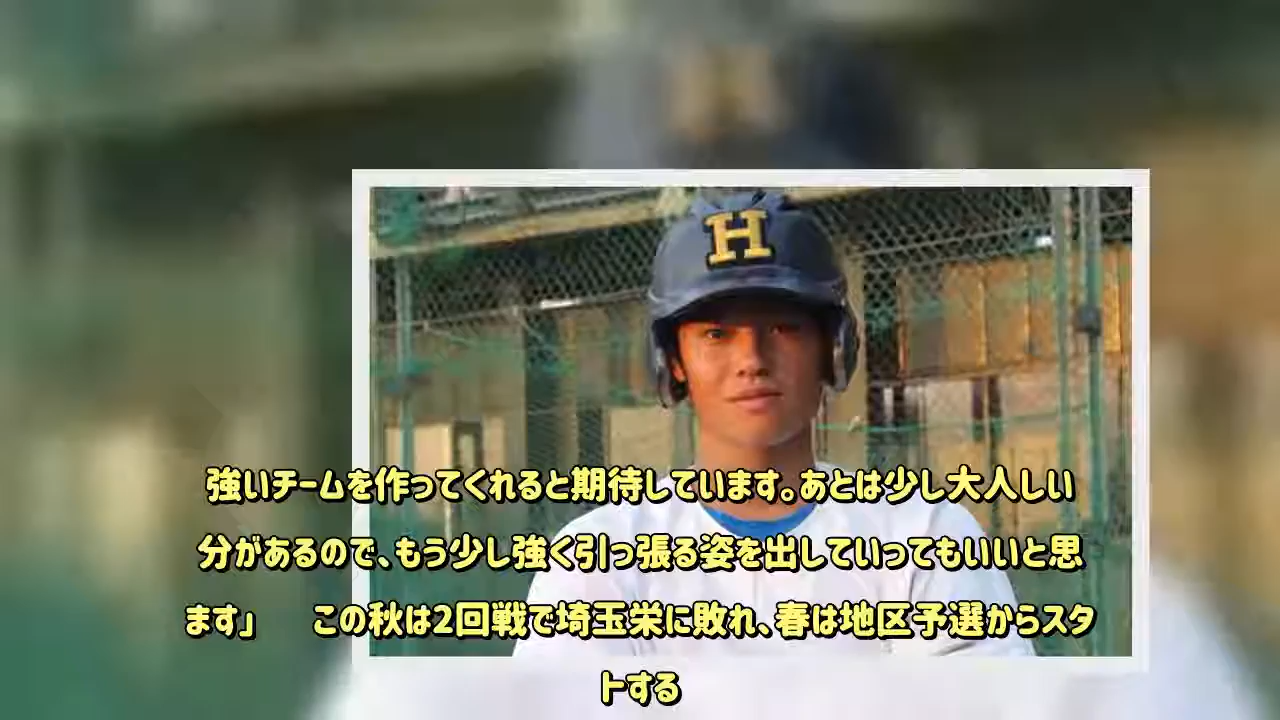 H
強いチームを作ってくれると期待しています。あとは少し大人しい
分があるので、もう少し強く引っ張る姿を出していってもいいと思
ます」 この秋は2回戦で埼玉栄に敗れ、春は地区予選からスタ
トする